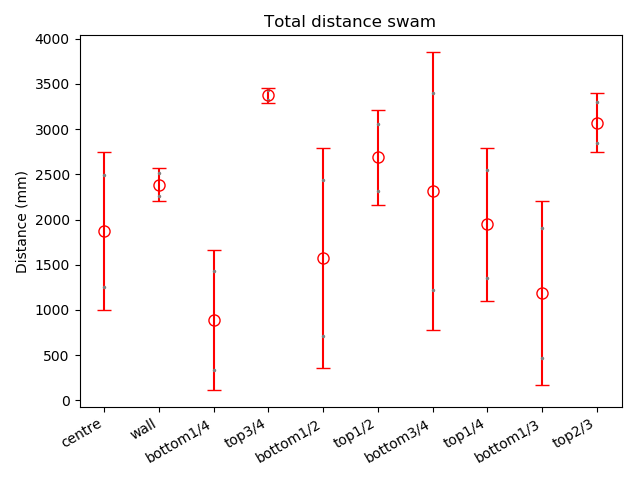 Total distance swam
Distance (mm)
4000
3500
3000
2500
2000
1500
1000
500
0
centre
wall
bottom1/4
top3/4
bottom1/2
top1/2
bottom3/4
top1/4
bottom1/3
top2/3